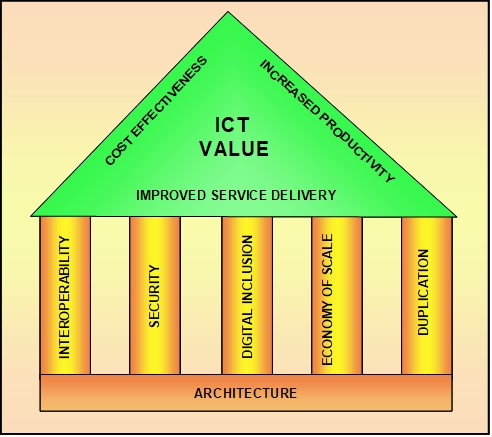 COST EFFECTIVENESS
INCREASED PRODUCTIVITY
ICT
VALUE
IMPROVED SERVICE DELIVERY
INTEROPERABILITY
SECURITY
DIGITAL INCLUSION
ECONOMY OF SCALE
DUPLICATION
ARCHITECTURE